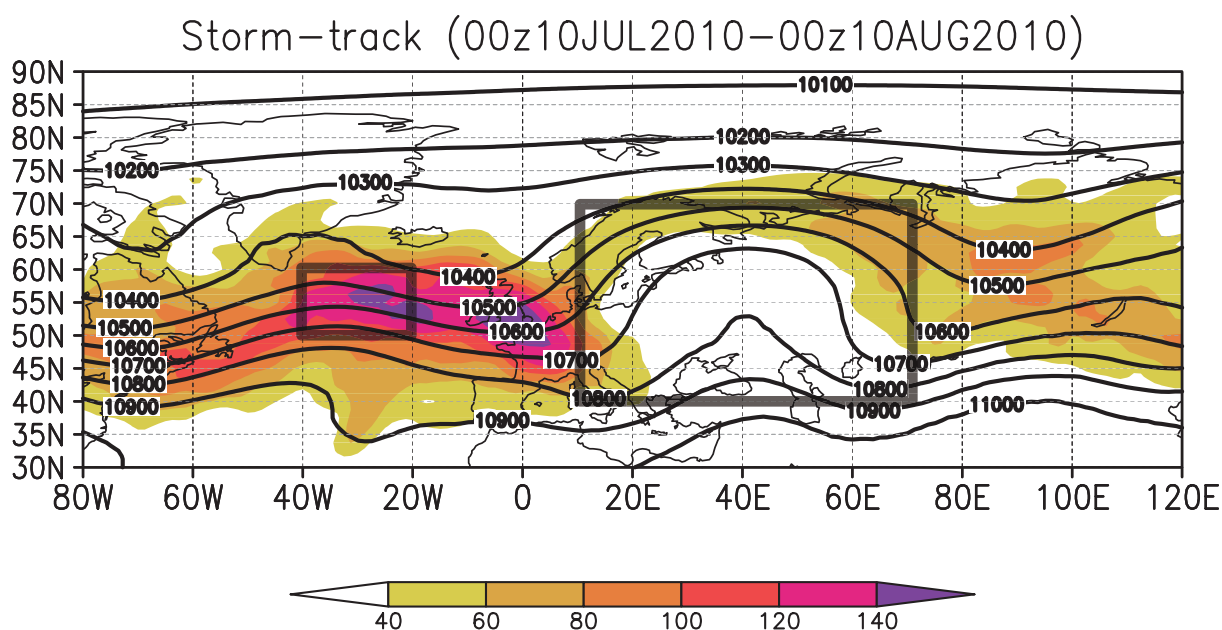 Storm-track (00z10JUL2010-00z10AUG2010)
90N
10100
85N
80N
10200
75N
10200
10300
10300
70N
65N
10400
60N
10400
10500
55N
10400
10500
10500
50N
10600
10600
10600
45N
10700
10700
10700
10800
10800
40N
10900
10800
10900
11000
35N
10900
30N
80W 60W 40W 20W 0 20E 40E 60E 80E 100E 120E
40 60 80 100 120 140